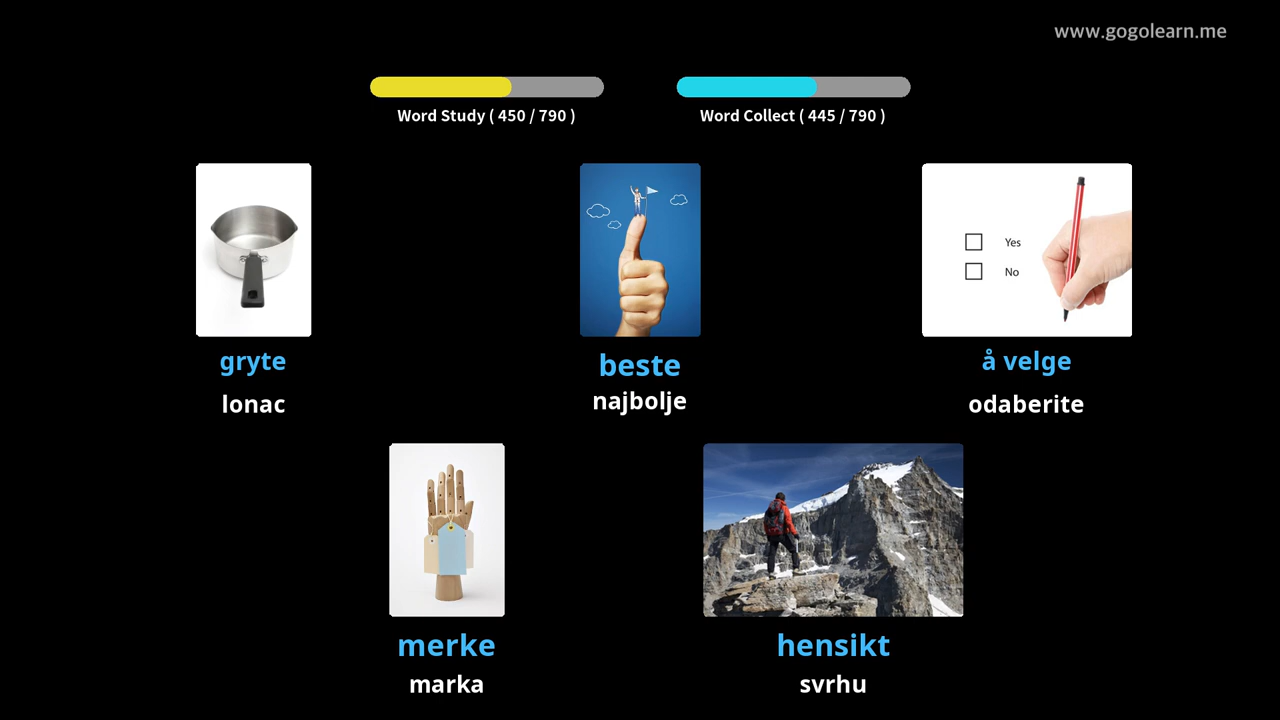 www.gogolearn.me
Word Study ( 450 / 790 )
Word Collect ( 445 / 790 )
Yes
No
gryte
beste
å velge
lonac
najbolje
odaberite
merke
hensikt
marka
svrhu